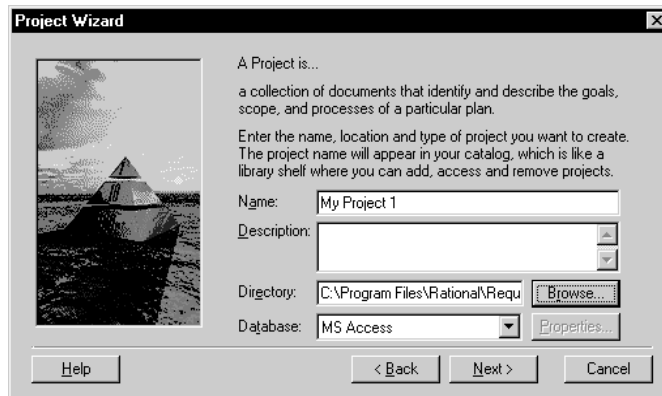 Project Wizard
A Project is...
a collection of documents that identify and describe the goals,
scope, and processes of a particular plan.
Enter the name, location and type of project you want to create.
The project name will appear in your catalog, which is like a
library shelf where you can add, access and remove projects.
Name: My Project 1
Description:
Directory: C:\Program Files\Rational\Requ Browse...
Database: MS Access Properties...
Help < Back Next > Cancel